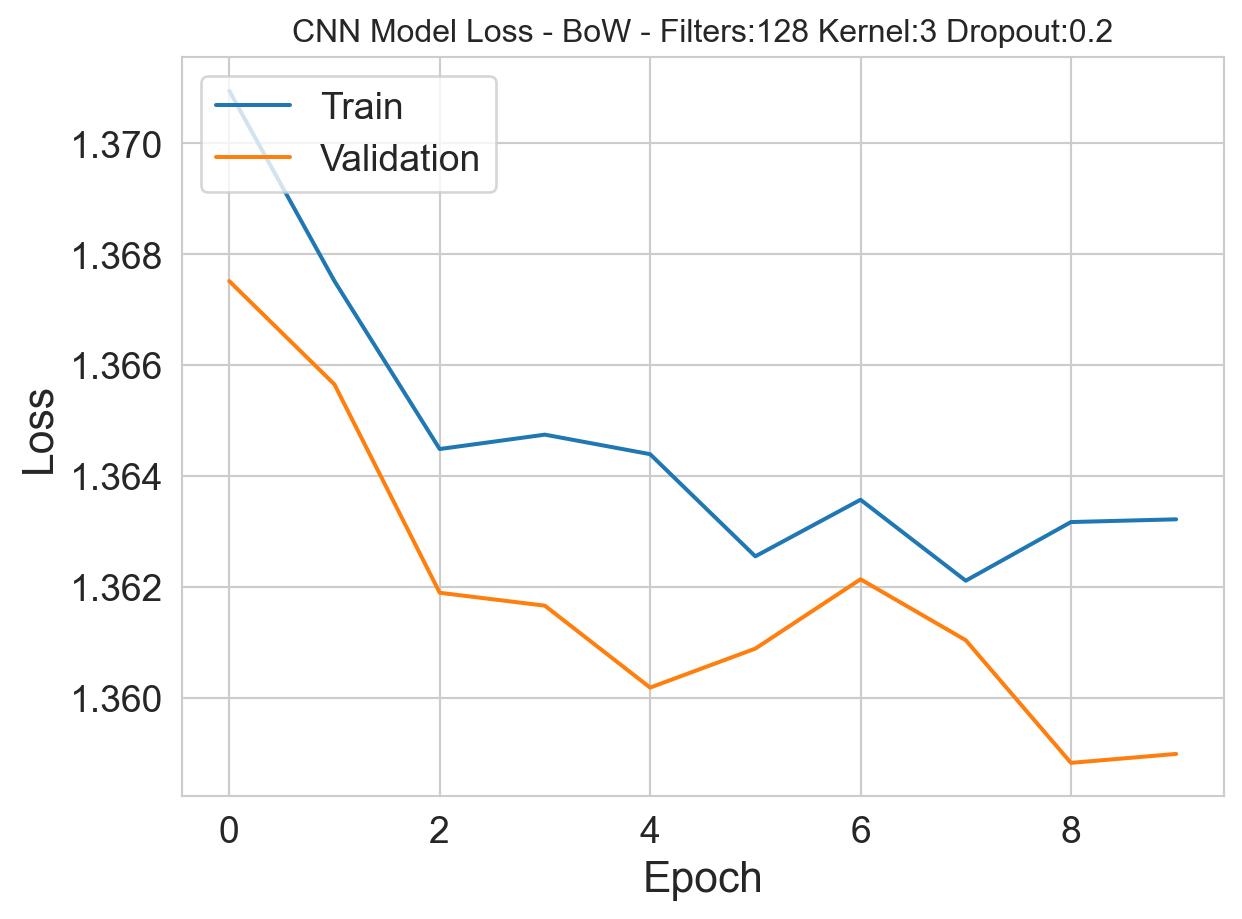 CNN Model Loss - BoW - Filters:128 Kernel:3 Dropout:0.2
Train
Validation
1.370
1.368
1.366
1.364
1.362
1.360
Loss
0 2 4 6 8
Epoch